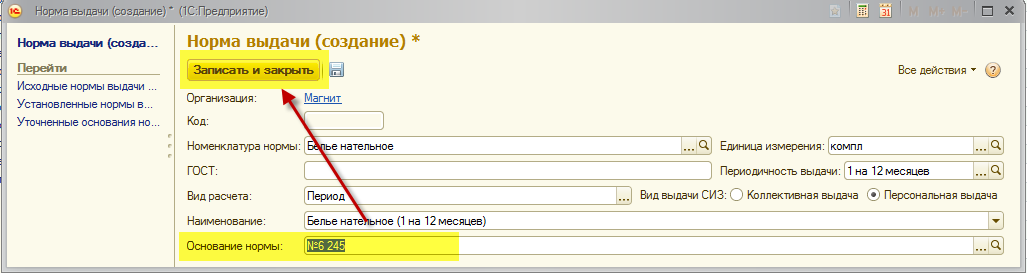 Норма выдачи (создание) * (1С:Предприятие)
M M+ M-
Норма выдачи (созда...
Перейти
Исходные нормы выдачи ...
Установленные нормы в...
Уточненные основания но...
Норма выдачи (создание) *
Записать и закрыть
Все действия
Организация: Магнит
Код:
Номенклатура нормы: Белье нательное ... Единица измерения: компл ...
ГОСТ: Периодичность выдачи: 1 на 12 месяцев ...
Вид расчета: Период ... Вид выдачи СИЗ: Коллективная выдача Персональная выдача
Наименование: Белье нательное (1 на 12 месяцев)
Основание нормы: №6 245 ...